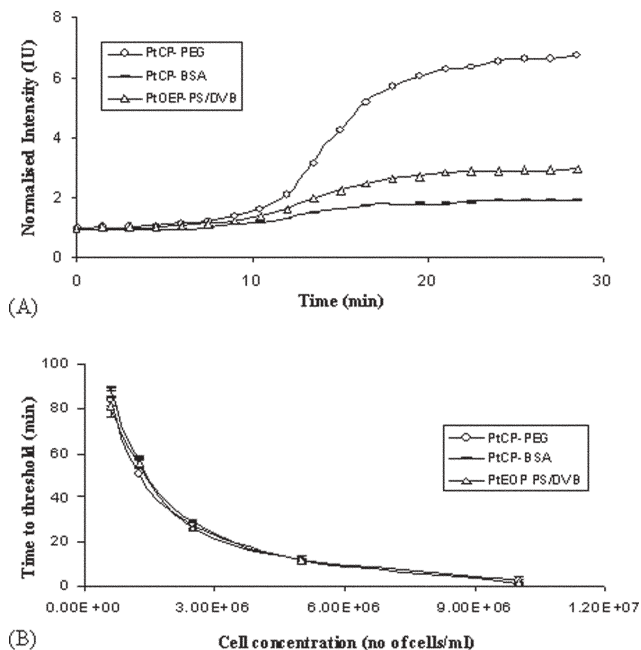 8
6
4
2
0
Normalised Intensity (IU)
PtCP- PEG
PtCP- BSA
PtOEP- PS/DVB
0
10
20
30
Time (min)
(A)
100
80
60
40
20
0
Time to threshold (min)
PtCP- PEG
PtCP- BSA
PtEOP PS/DVB
0.00E+00
3.00E+06
6.00E+06
9.00E+06
1.20E+07
Cell concentration (no of cells/ml)
(B)